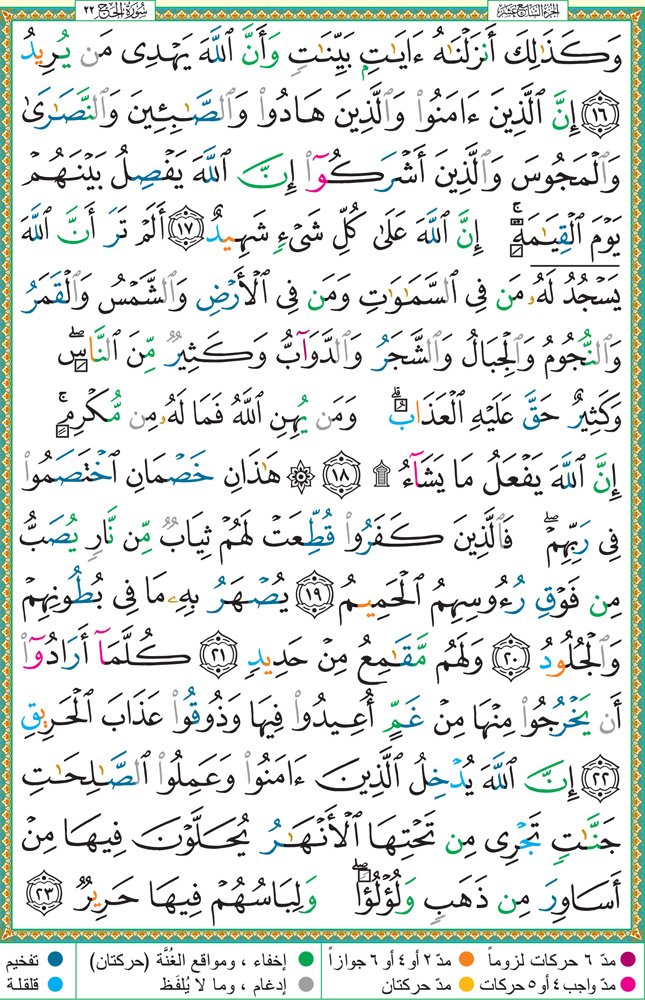 الجزء السابع عشر
سُورَةُ الحَجّ ٢٢
وَكَذَٰلِكَ أَنزَلْنَٰهُ ءَايَٰتٍۭ بَيِّنَٰتٍ وَأَنَّ ٱللَّهَ يَهْدِى مَن يُرِيدُ
﴿١٦﴾ إِنَّ ٱلَّذِينَ ءَامَنُوا۟ وَٱلَّذِينَ هَادُوا۟ وَٱلصَّٰبِـِٔينَ وَٱلنَّصَٰرَىٰ
وَٱلْمَجُوسَ وَٱلَّذِينَ أَشْرَكُوٓا۟ إِنَّ ٱللَّهَ يَفْصِلُ بَيْنَهُمْ
يَوْمَ ٱلْقِيَٰمَةِ ۚ إِنَّ ٱللَّهَ عَلَىٰ كُلِّ شَىْءٍ شَهِيدٌ ﴿١٧﴾ أَلَمْ تَرَ أَنَّ ٱللَّهَ
يَسْجُدُ لَهُۥ مَن فِى ٱلسَّمَٰوَٰتِ وَمَن فِى ٱلْأَرْضِ وَٱلشَّمْسُ وَٱلْقَمَرُ
وَٱلنُّجُومُ وَٱلْجِبَالُ وَٱلشَّجَرُ وَٱلدَّوَآبُّ وَكَثِيرٌ مِّنَ ٱلنَّاسِ ۖ
وَكَثِيرٌ حَقَّ عَلَيْهِ ٱلْعَذَابُ ۗ وَمَن يُهِنِ ٱللَّهُ فَمَا لَهُۥ مِن مُّكْرِمٍ ۚ
إِنَّ ٱللَّهَ يَفْعَلُ مَا يَشَآءُ ۩ ﴿١٨﴾ ۞ هَٰذَانِ خَصْمَانِ ٱخْتَصَمُوا۟
فِى رَبِّهِمْ ۖ فَٱلَّذِينَ كَفَرُوا۟ قُطِّعَتْ لَهُمْ ثِيَابٌ مِّن نَّارٍ يُصَبُّ
مِن فَوْقِ رُءُوسِهِمُ ٱلْحَمِيمُ ﴿١٩﴾ يُصْهَرُ بِهِۦ مَا فِى بُطُونِهِمْ
وَٱلْجُلُودُ ﴿٢٠﴾ وَلَهُم مَّقَٰمِعُ مِنْ حَدِيدٍ ﴿٢١﴾ كُلَّمَآ أَرَادُوٓا۟
أَن يَخْرُجُوا۟ مِنْهَا مِنْ غَمٍّ أُعِيدُوا۟ فِيهَا وَذُوقُوا۟ عَذَابَ ٱلْحَرِيقِ
﴿٢٢﴾ إِنَّ ٱللَّهَ يُدْخِلُ ٱلَّذِينَ ءَامَنُوا۟ وَعَمِلُوا۟ ٱلصَّٰلِحَٰتِ
جَنَّٰتٍ تَجْرِى مِن تَحْتِهَا ٱلْأَنْهَٰرُ يُحَلَّوْنَ فِيهَا مِنْ
أَسَاوِرَ مِن ذَهَبٍ وَلُؤْلُؤًا ۖ وَلِبَاسُهُمْ فِيهَا حَرِيرٌ ﴿٢٣﴾
مدّ ٦ حركات لزوماً مدّ ٢ أو ٤ أو ٦ جوازاً إخفاء ، ومواقع الغُنَّة (حركتان) تفخيم
مدّ واجب ٤ أو ٥ حركات مدّ حركتان إدغام ، وما لا يُلفَظ قلقلة